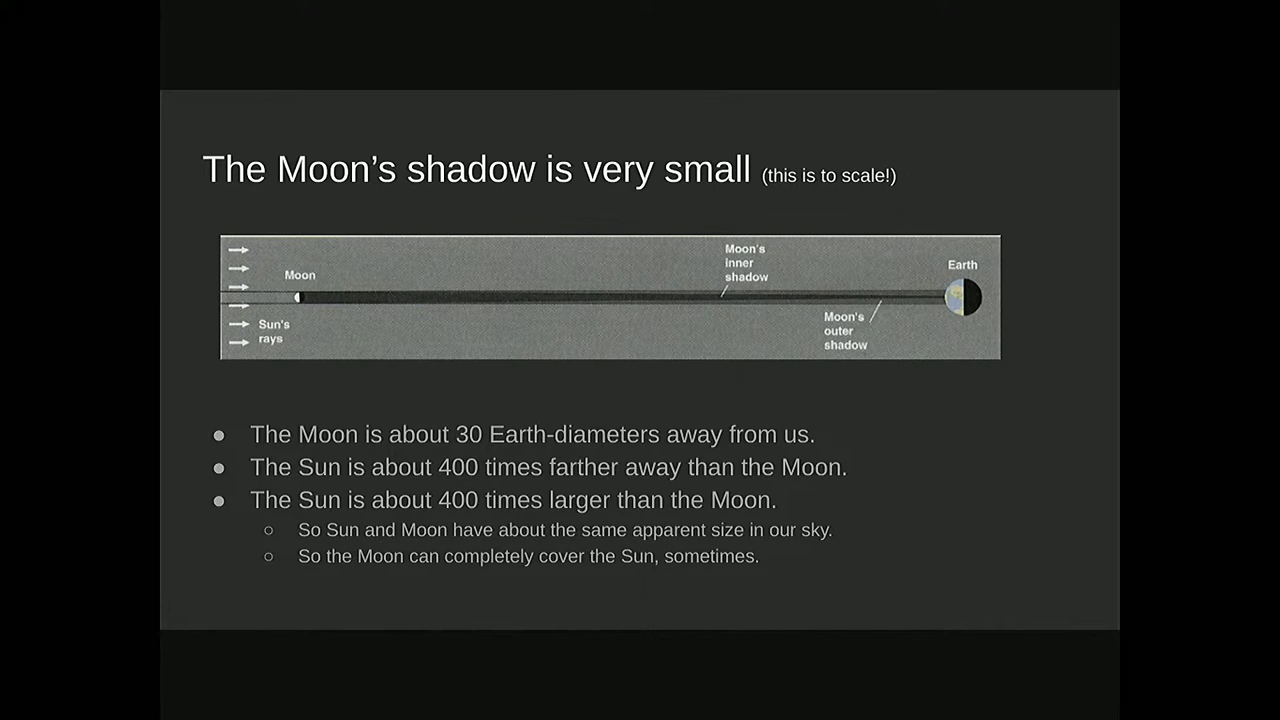 The Moon’s shadow is very small (this is to scale!)
Moon's
inner
shadow
Earth
Moon
Moon's
outer
shadow
Sun's
rays
● The Moon is about 30 Earth-diameters away from us.
● The Sun is about 400 times farther away than the Moon.
● The Sun is about 400 times larger than the Moon.
○ So Sun and Moon have about the same apparent size in our sky.
○ So the Moon can completely cover the Sun, sometimes.